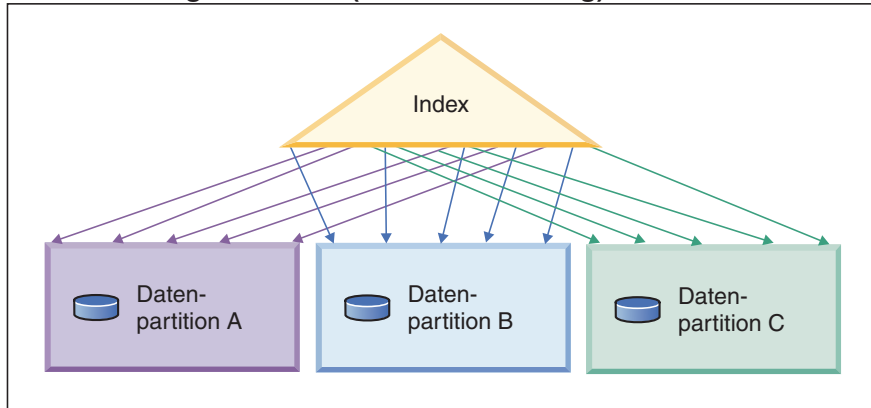 Index
Daten-
partition A
Daten-
partition B
Daten-
partition C